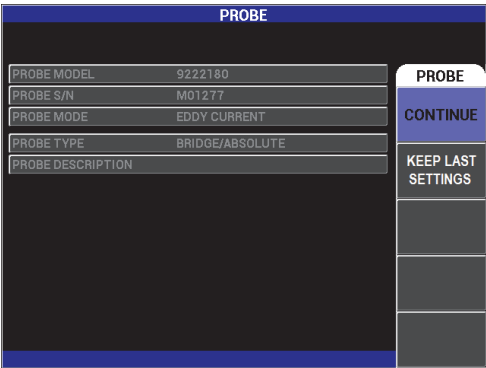 PROBE
PROBE MODEL 9222180
PROBE S/N M01277
PROBE MODE EDDY CURRENT
PROBE TYPE BRIDGE/ABSOLUTE
PROBE DESCRIPTION
PROBE
CONTINUE
KEEP LAST
SETTINGS